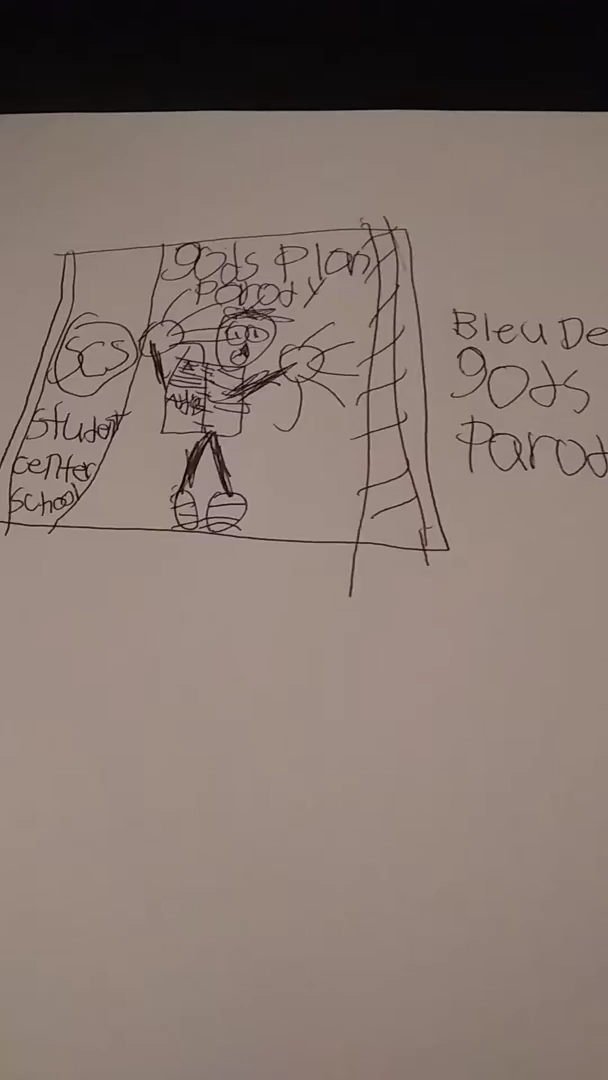 gods Plan
Parody
SCS
Student
center
School
Bleu De
gods
Parod